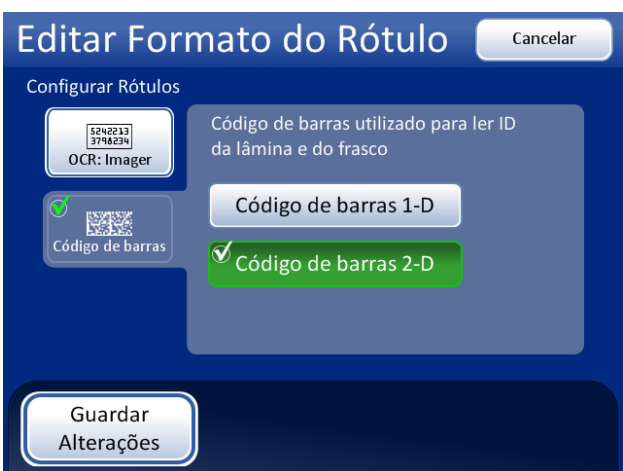 Editar Formato do Rótulo
Cancelar
Configurar Rótulos
5242213
3798234
OCR: Imager
Código de barras
Código de barras utilizado para ler ID
da lâmina e do frasco
Código de barras 1-D
Código de barras 2-D
Guardar
Alterações